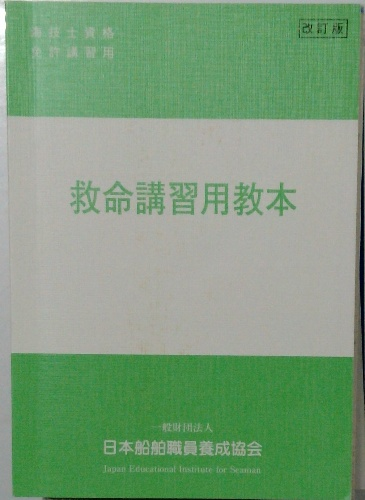 海技士資格
免許講習用
改訂版
救命講習用教本
一般財団法人
日本船舶職員養成協会
Japan Educational Institute for Seaman